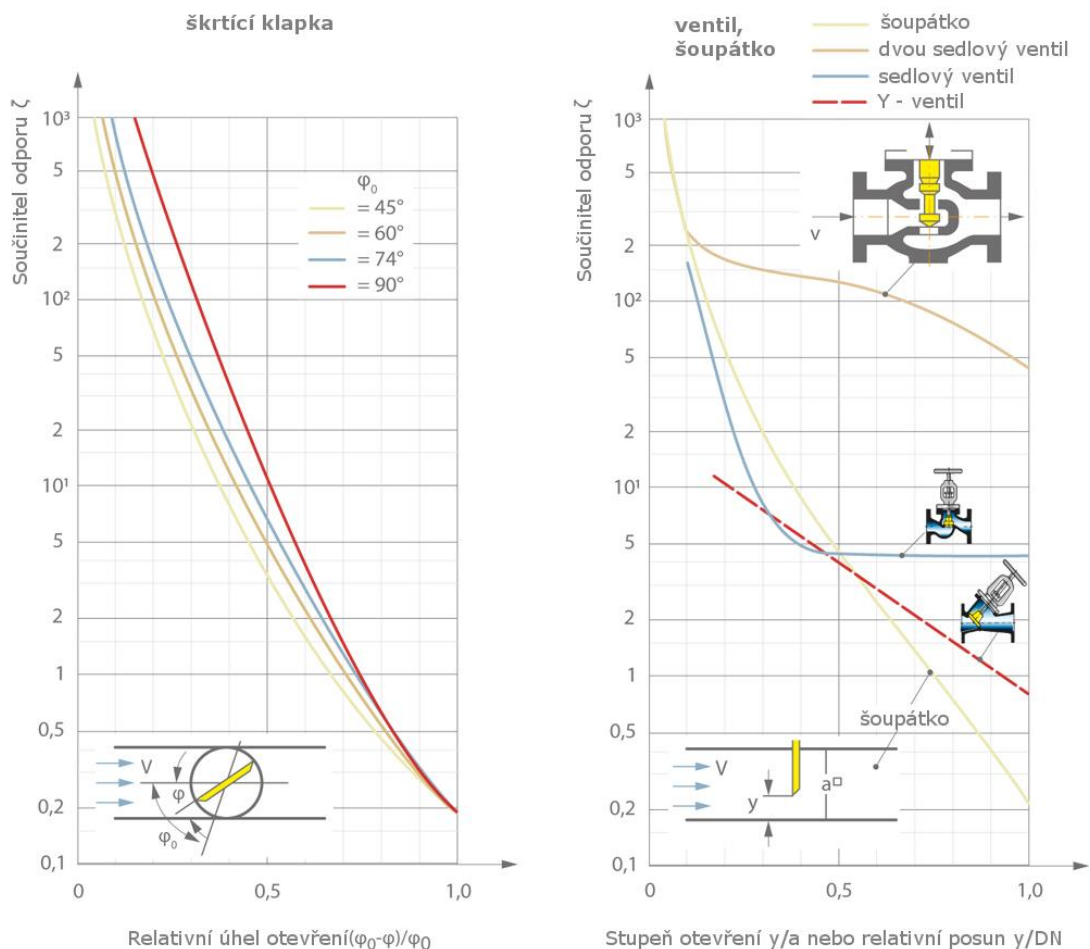 škrtící klapka
Součinitel odporu ζ
10³
5
2
10²
5
2
10¹
5
2
1
0,5
0,2
0,1
φ₀
= 45°
= 60°
= 74°
= 90°
V
φ
φ₀
0
0,5
1,0
Relativní úhel otevření(φ₀-φ)/φ₀
ventil,
šoupátko
šoupátko
dvou sedlový ventil
sedlový ventil
Y - ventil
Součinitel odporu ζ
10³
5
2
10²
5
2
10¹
5
2
1
0,5
0,2
0,1
v
šoupátko
V
y
a□
0
0,5
1,0
Stupeň otevření y/a nebo relativní posun y/DN